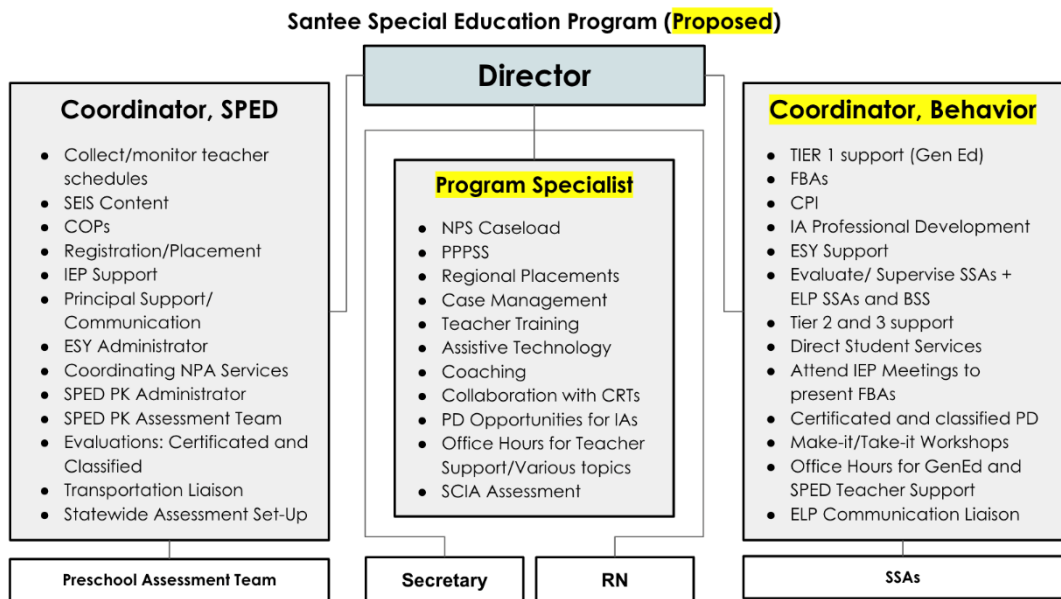 Santee Special Education Program (Proposed)
Director
Coordinator, SPED
● Collect/monitor teacher
schedules
● SEIS Content
● COPs
● Registration/Placement
● IEP Support
● Principal Support/
Communication
● ESY Administrator
● Coordinating NPA Services
● SPED PK Administrator
● SPED PK Assessment Team
● Evaluations: Certificated and
Classified
● Transportation Liaison
● Statewide Assessment Set-Up
Program Specialist
● NPS Caseload
● PPPSS
● Regional Placements
● Case Management
● Teacher Training
● Assistive Technology
● Coaching
● Collaboration with CRTs
● PD Opportunities for IAs
● Office Hours for Teacher
Support/Various topics
● SCIA Assessment
Coordinator, Behavior
● TIER 1 support (Gen Ed)
● FBAs
● CPI
● IA Professional Development
● ESY Support
● Evaluate/ Supervise SSAs +
ELP SSAs and BSS
● Tier 2 and 3 support
● Direct Student Services
● Attend IEP Meetings to
present FBAs
● Certificated and classified PD
● Make-it/Take-it Workshops
● Office Hours for GenEd and
SPED Teacher Support
● ELP Communication Liaison
Preschool Assessment Team
Secretary
RN
SSAs